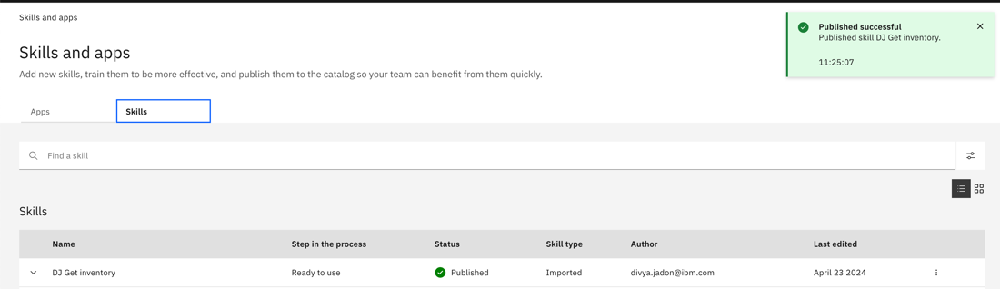 Skills and apps
Published successful
Published skill DJ Get inventory.
11:25:07
Skills and apps
Add new skills, train them to be more effective, and publish them to the catalog so your team can benefit from them quickly.
Apps Skills
Find a skill
Skills
Name Step in the process Status Skill type Author Last edited
DJ Get inventory Ready to use Published Imported divya.jadon@ibm.com April 23 2024